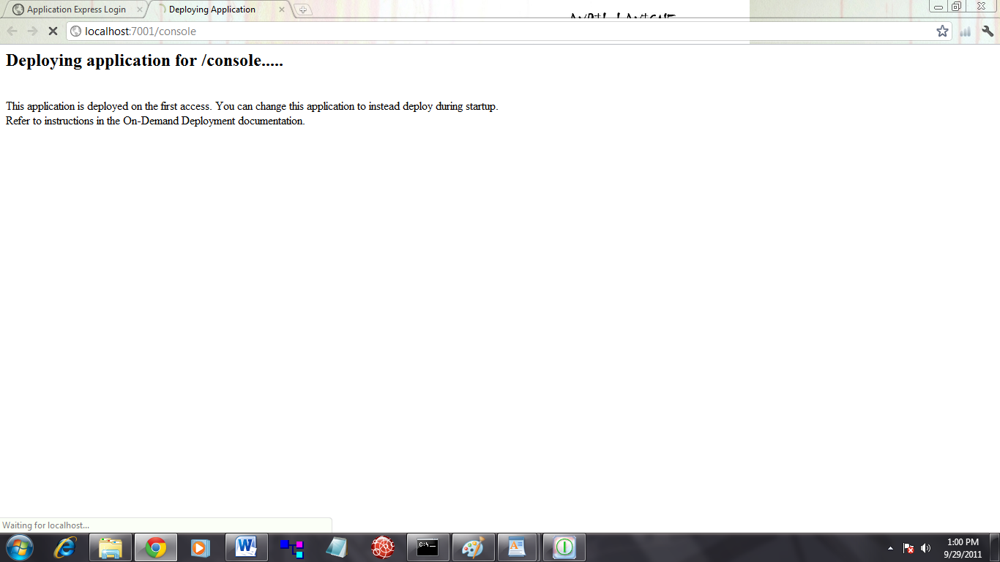 Application Express Login
Deploying Application
AVRIL LAVIGNE
localhost:7001/console
Deploying application for /console.....
This application is deployed on the first access. You can change this application to instead deploy during startup.
Refer to instructions in the On-Demand Deployment documentation.
Waiting for localhost...
1:00 PM
9/29/2011